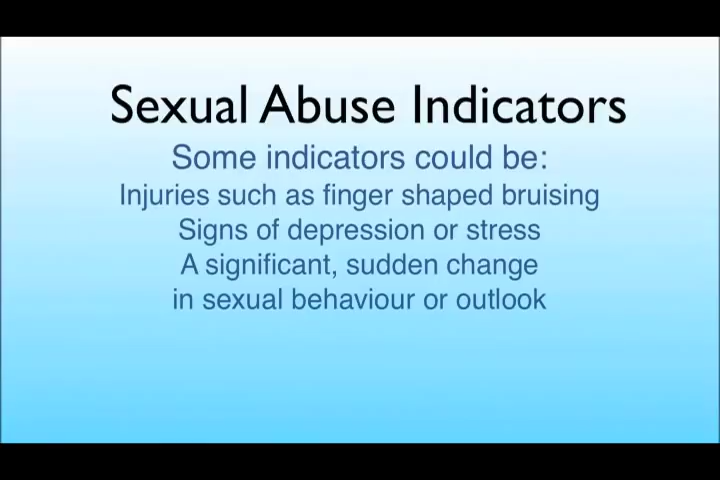 Sexual Abuse Indicators
Some indicators could be:
Injuries such as finger shaped bruising
Signs of depression or stress
A significant, sudden change
in sexual behaviour or outlook